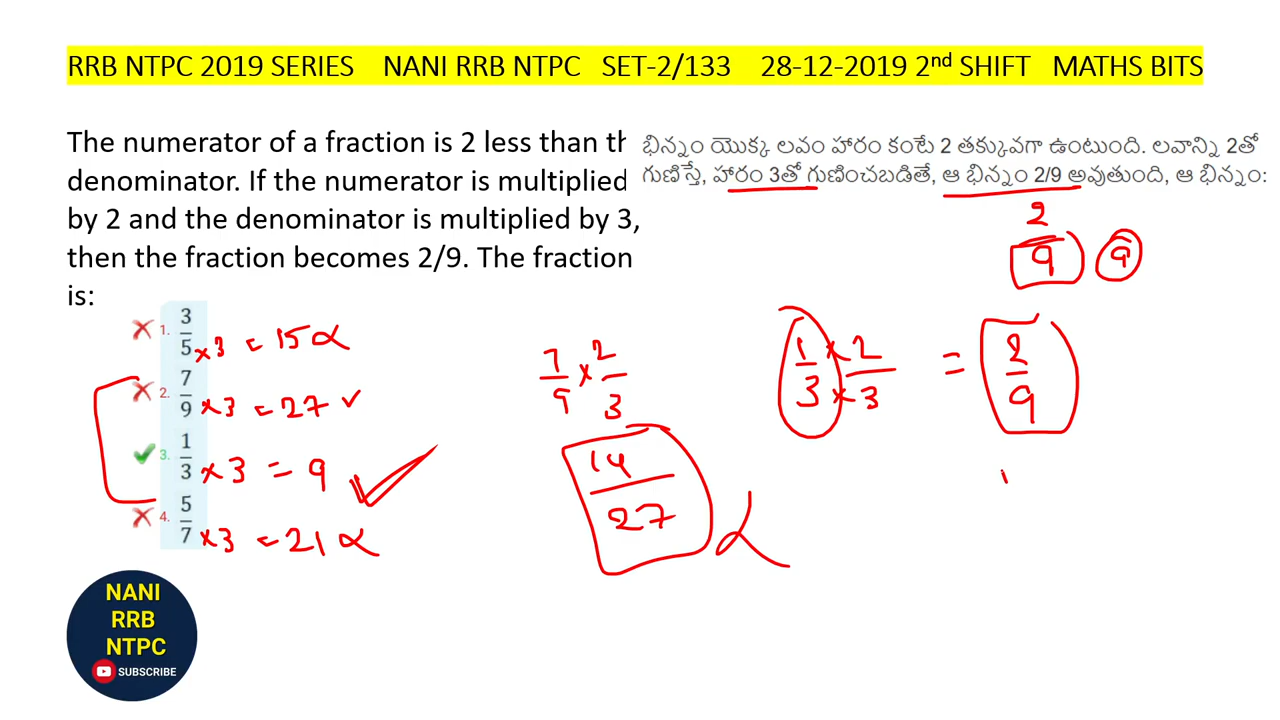 RRB NTPC 2019 SERIES NANI RRB NTPC SET-2/133 28-12-2019 2nd SHIFT MATHS BITS
The numerator of a fraction is 2 less than th
denominator. If the numerator is multiplied
by 2 and the denominator is multiplied by 3,
then the fraction becomes 2/9. The fraction
is:
భిన్నం యొక్క లవం హారం కంటే 2 తక్కువగా ఉంటుంది. లవాన్ని 2తో
గుణిస్తే, హారం 3తో గుణించబడితే, ఆ భిన్నం 2/9 అవుతుంది, ఆ భిన్నం:
2/9 9
1. 3/5 ×3 = 15
2. 7/9 ×3 = 27 ✓
3. 1/3 ×3 = 9 ✓
4. 5/7 ×3 = 21
7/9 × 2/3
14/27
1/3 × 2/× 3 = 2/9
NANI
RRB
NTPC
SUBSCRIBE